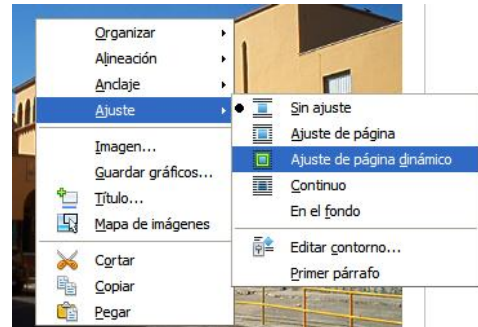 Organizar
Alineación
Anclaje
Ajuste
Imagen...
Guardar gráficos...
Título...
Mapa de imágenes
Cortar
Copiar
Pegar
Sin ajuste
Ajuste de página
Ajuste de página dinámico
Continuo
En el fondo
Editar contorno...
Primer párrafo